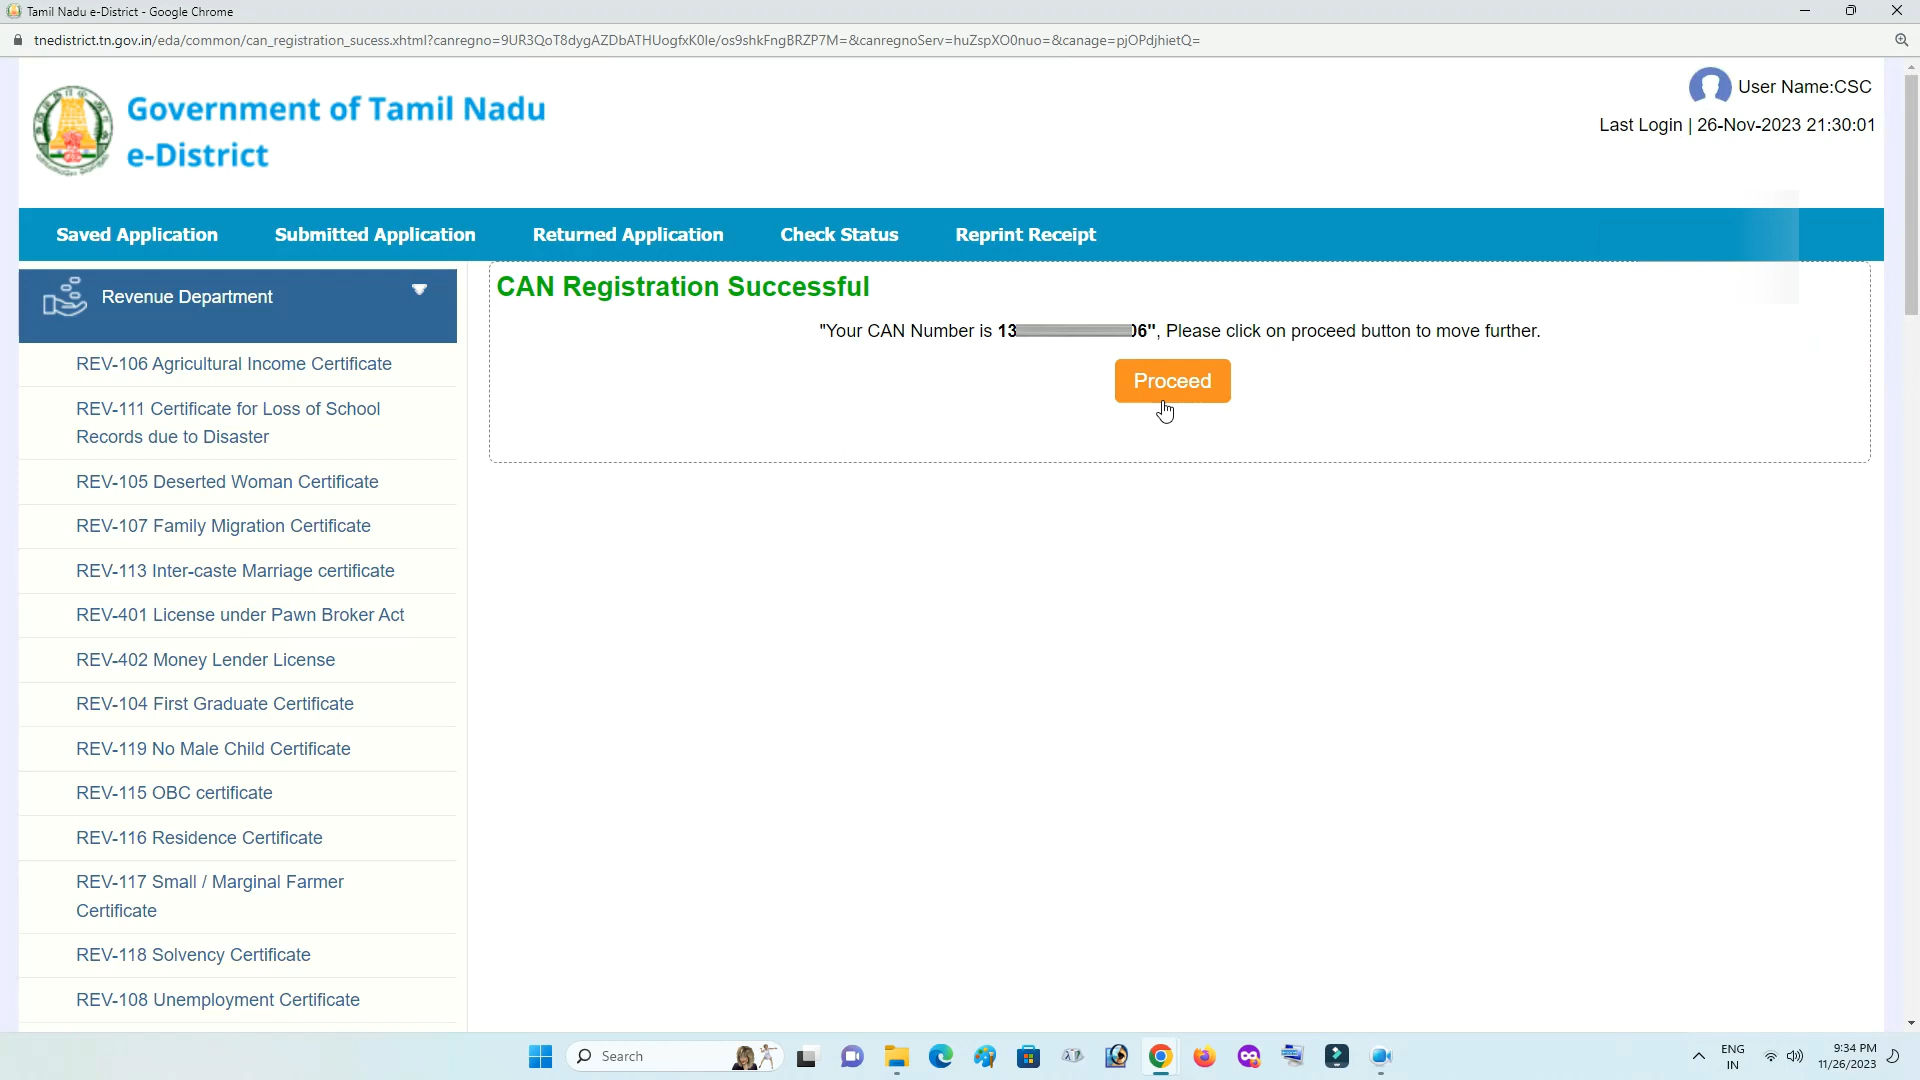 Tamil Nadu e-District - Google Chrome
tnedistrict.tn.gov.in/eda/common/can_registration_sucess.xhtml?canregno=9UR3QoT8dygAZDbATHUogfxK0le/os9shkFngBRZP7M=&canregnoServ=huZspXO0nuo=&canage=pjOPdjhietQ=
Government of Tamil Nadu
e-District
User Name:CSC
Last Login | 26-Nov-2023 21:30:01
Saved Application Submitted Application Returned Application Check Status Reprint Receipt
Revenue Department
REV-106 Agricultural Income Certificate
REV-111 Certificate for Loss of School
Records due to Disaster
REV-105 Deserted Woman Certificate
REV-107 Family Migration Certificate
REV-113 Inter-caste Marriage certificate
REV-401 License under Pawn Broker Act
REV-402 Money Lender License
REV-104 First Graduate Certificate
REV-119 No Male Child Certificate
REV-115 OBC certificate
REV-116 Residence Certificate
REV-117 Small / Marginal Farmer
Certificate
REV-118 Solvency Certificate
REV-108 Unemployment Certificate
CAN Registration Successful
"Your CAN Number is 13 06", Please click on proceed button to move further.
Proceed
Search
ENG
IN
9:34 PM
11/26/2023